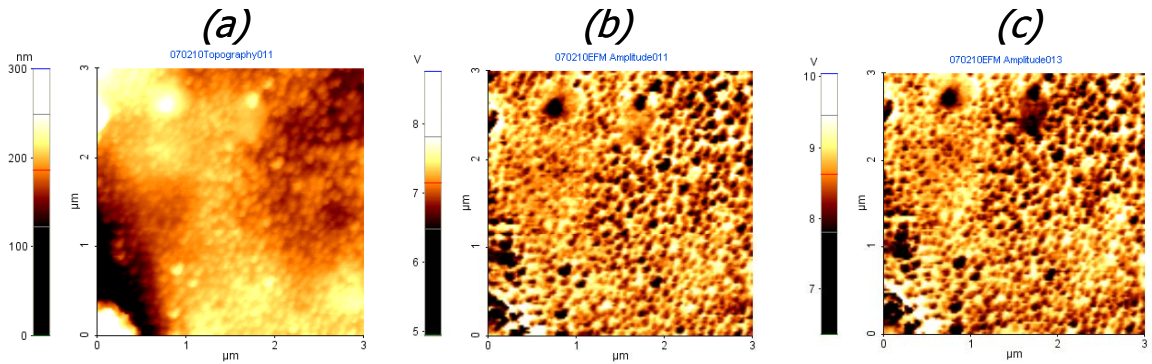 (a)
070210Topography011
nm
300
200
100
0
3
2
1
0
µm
0 1 2 3
µm
(b)
070210EFM Amplitude011
V
8
7
6
5
3
2
1
0
µm
0 1 2 3
µm
(c)
070210EFM Amplitude013
V
10
9
8
7
3
2
1
0
µm
0 1 2 3
µm